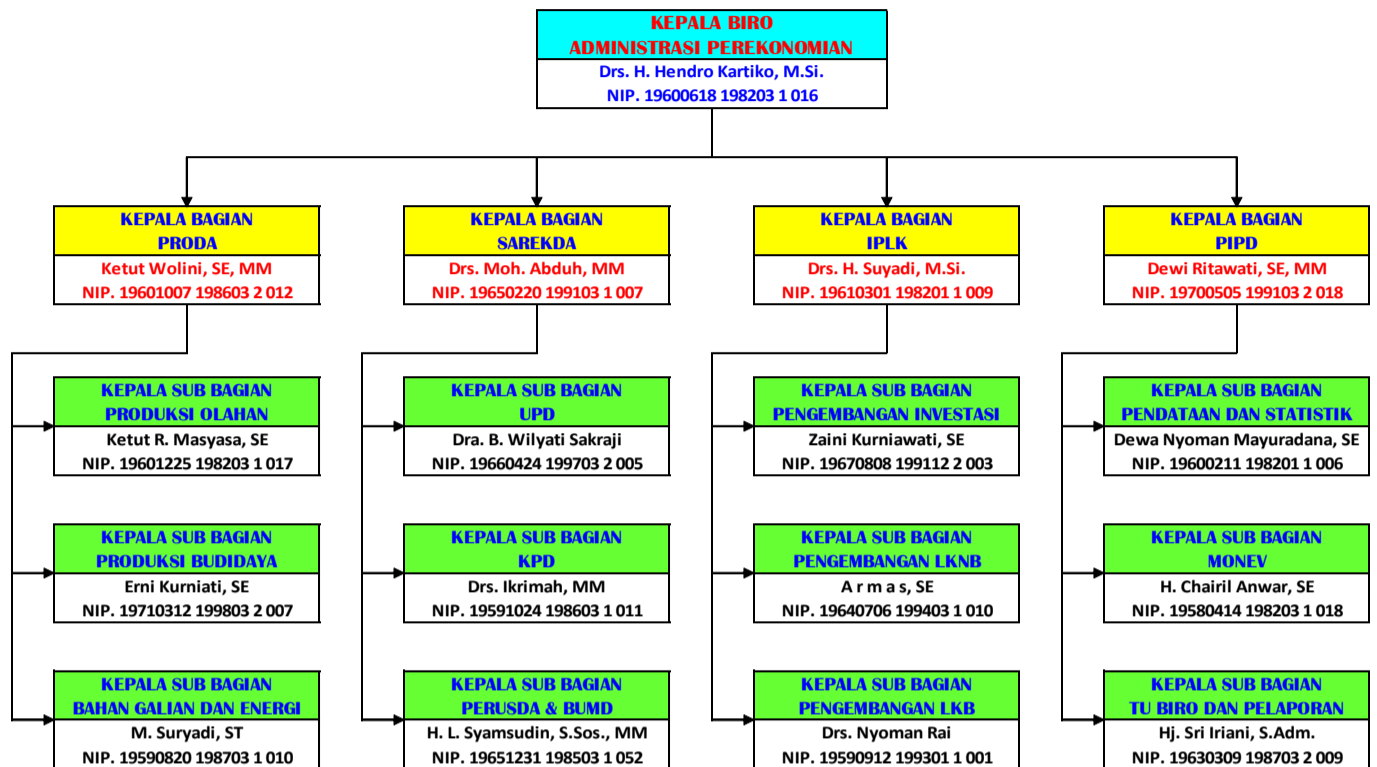 KEPALA BIRO
ADMINISTRASI PEREKONOMIAN
Drs. H. Hendro Kartiko, M.Si.
NIP. 19600618 198203 1 016
KEPALA BAGIAN
PRODA
Ketut Wolini, SE, MM
NIP. 19601007 198603 2 012
KEPALA BAGIAN
SAREKDA
Drs. Moh. Abduh, MM
NIP. 19650220 199103 1 007
KEPALA BAGIAN
IPLK
Drs. H. Suyadi, M.Si.
NIP. 19610301 198201 1 009
KEPALA BAGIAN
PIPD
Dewi Ritawati, SE, MM
NIP. 19700505 199103 2 018
KEPALA SUB BAGIAN
PRODUKSI OLAHAN
Ketut R. Masyasa, SE
NIP. 19601225 198203 1 017
KEPALA SUB BAGIAN
UPD
Dra. B. Wilyati Sakraji
NIP. 19660424 199703 2 005
KEPALA SUB BAGIAN
PENGEMBANGAN INVESTASI
Zaini Kurniawati, SE
NIP. 19670808 199112 2 003
KEPALA SUB BAGIAN
PENDATAAN DAN STATISTIK
Dewa Nyoman Mayuradana, SE
NIP. 19600211 198201 1 006
KEPALA SUB BAGIAN
PRODUKSI BUDIDAYA
Erni Kurniati, SE
NIP. 19710312 199803 2 007
KEPALA SUB BAGIAN
KPD
Drs. Ikrimah, MM
NIP. 19591024 198603 1 011
KEPALA SUB BAGIAN
PENGEMBANGAN LKNB
A r m a s, SE
NIP. 19640706 199403 1 010
KEPALA SUB BAGIAN
MONEV
H. Chairil Anwar, SE
NIP. 19580414 198203 1 018
KEPALA SUB BAGIAN
BAHAN GALIAN DAN ENERGI
M. Suryadi, ST
NIP. 19590820 198703 1 010
KEPALA SUB BAGIAN
PERUSDA & BUMD
H. L. Syamsudin, S.Sos., MM
NIP. 19651231 198503 1 052
KEPALA SUB BAGIAN
PENGEMBANGAN LKB
Drs. Nyoman Rai
NIP. 19590912 199301 1 001
KEPALA SUB BAGIAN
TU BIRO DAN PELAPORAN
Hj. Sri Iriani, S.Adm.
NIP. 19630309 198703 2 009